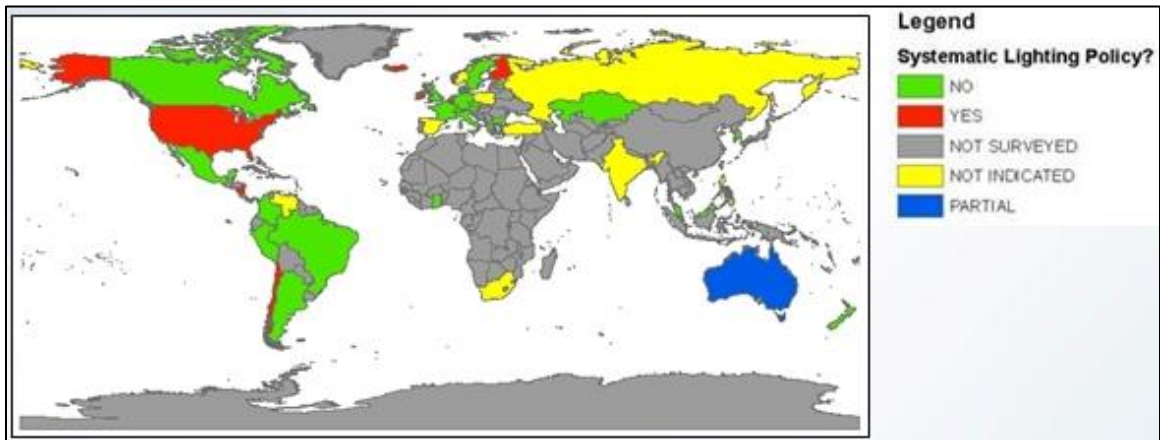 Legend
Systematic Lighting Policy?
NO
YES
NOT SURVEYED
NOT INDICATED
PARTIAL